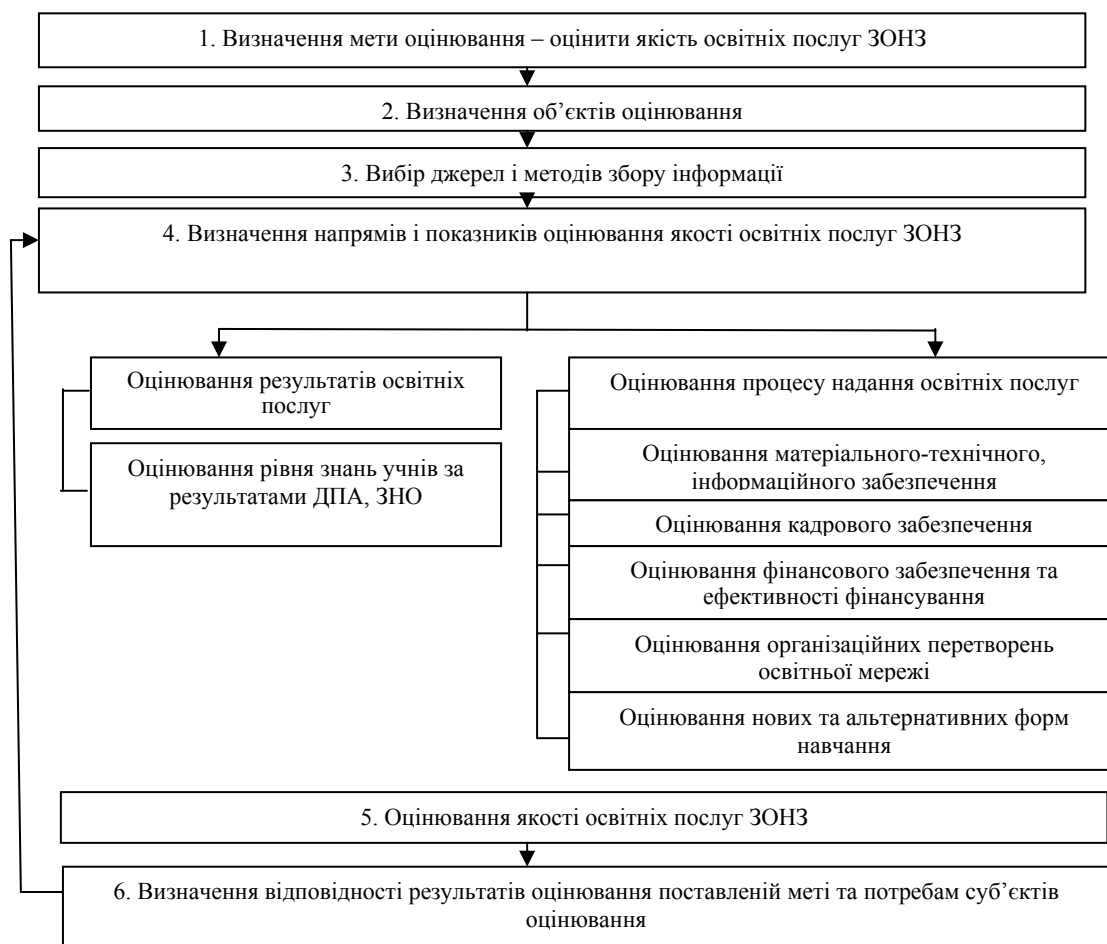 1. Визначення мети оцінювання – оцінити якість освітніх послуг ЗОНЗ
2. Визначення об’єктів оцінювання
3. Вибір джерел і методів збору інформації
4. Визначення напрямів і показників оцінювання якості освітніх послуг ЗОНЗ
Оцінювання результатів освітніх
послуг
Оцінювання рівня знань учнів за
результатами ДПА, ЗНО
Оцінювання процесу надання освітніх послуг
Оцінювання матеріального-технічного,
інформаційного забезпечення
Оцінювання кадрового забезпечення
Оцінювання фінансового забезпечення та
ефективності фінансування
Оцінювання організаційних перетворень
освітньої мережі
Оцінювання нових та альтернативних форм
навчання
5. Оцінювання якості освітніх послуг ЗОНЗ
6. Визначення відповідності результатів оцінювання поставленій меті та потребам суб’єктів
оцінювання